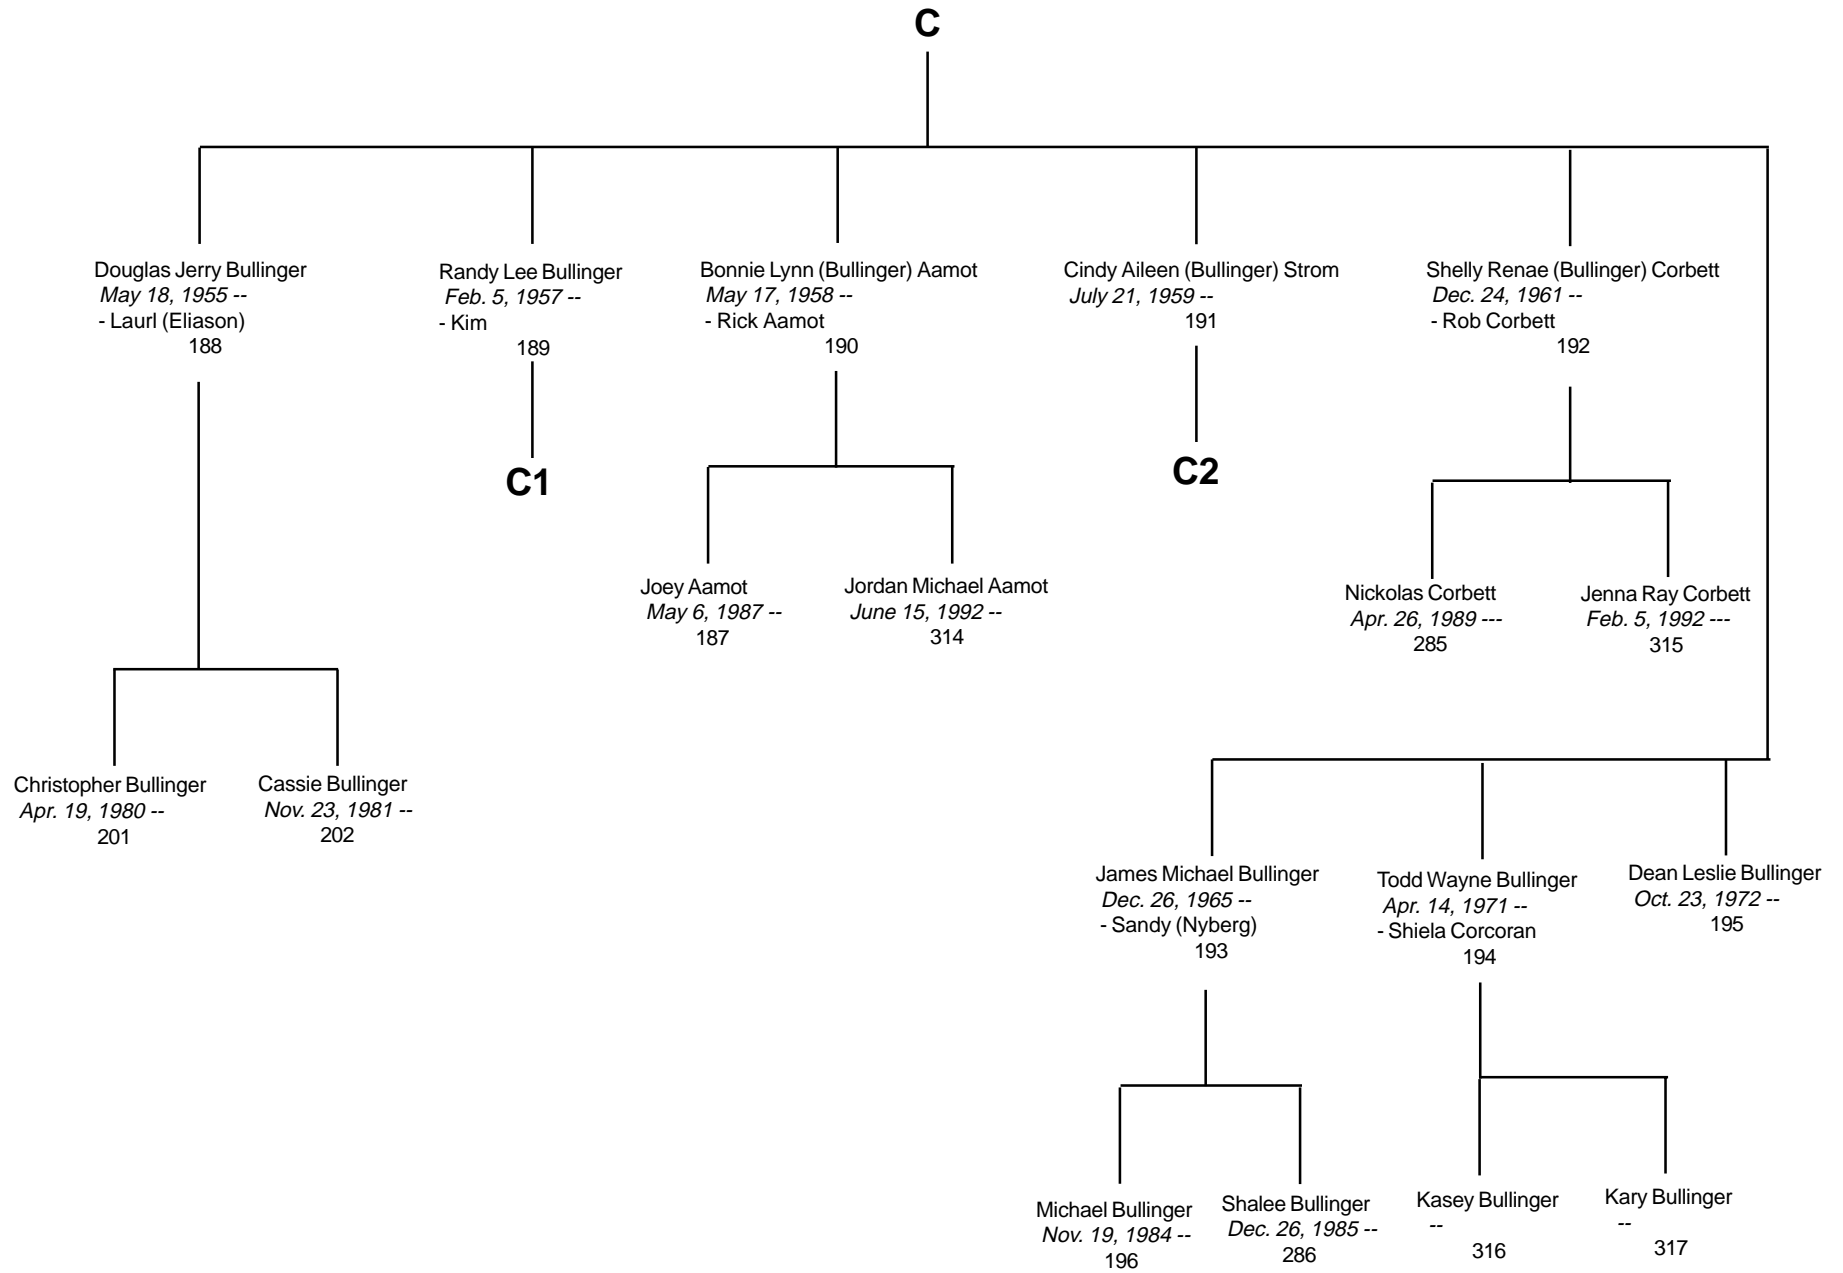 C
Douglas Jerry Bullinger
May 18, 1955 --
- Laurl (Eliason)
188
Randy Lee Bullinger
Feb. 5, 1957 --
- Kim
189
Bonnie Lynn (Bullinger) Aamot
May 17, 1958 --
- Rick Aamot
190
Cindy Aileen (Bullinger) Strom
July 21, 1959 --
191
Shelly Renae (Bullinger) Corbett
Dec. 24, 1961 --
- Rob Corbett
192
C1
C2
Joey Aamot
May 6, 1987 --
187
Jordan Michael Aamot
June 15, 1992 --
314
Nickolas Corbett
Apr. 26, 1989 ---
285
Jenna Ray Corbett
Feb. 5, 1992 ---
315
Christopher Bullinger
Apr. 19, 1980 --
201
Cassie Bullinger
Nov. 23, 1981 --
202
James Michael Bullinger
Dec. 26, 1965 --
- Sandy (Nyberg)
193
Todd Wayne Bullinger
Apr. 14, 1971 --
- Shiela Corcoran
194
Dean Leslie Bullinger
Oct. 23, 1972 --
195
Michael Bullinger
Nov. 19, 1984 --
196
Shalee Bullinger
Dec. 26, 1985 --
286
Kasey Bullinger
--
316
Kary Bullinger
--
317